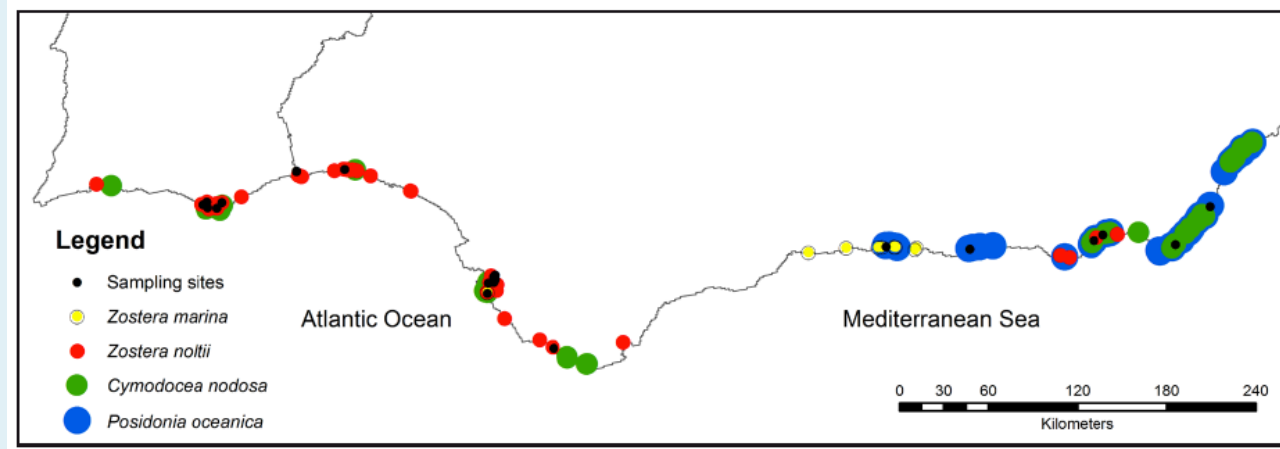 Legend
Sampling sites
Zostera marina
Zostera noltii
Cymodocea nodosa
Posidonia oceanica
Atlantic Ocean
Mediterranean Sea
0 30 60 120 180 240
Kilometers